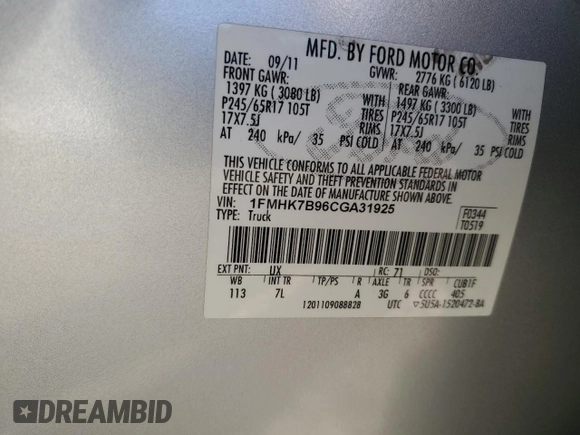 MFD. BY FORD MOTOR CO.
DATE: 09/11 GVWR: 2776 KG ( 6120 LB)
FRONT GAWR: REAR GAWR:
1397 KG ( 3080 LB) WITH 1497 KG ( 3300 LB) WITH
P245/65R17 105T TIRES P245/65R17 105T TIRES
17X7.5J RIMS 17X7.5J RIMS
AT 240 kPa/ 35 PSI COLD AT 240 kPa/ 35 PSI COLD
THIS VEHICLE CONFORMS TO ALL APPLICABLE FEDERAL MOTOR
VEHICLE SAFETY AND THEFT PREVENTION STANDARDS IN
EFFECT ON THE DATE OF MANUFACTURE SHOWN ABOVE.
VIN: 1FMHK7B96CGA31925 F0344
TYPE: Truck T0519
EXT PNT: UX RC: 71 DSO:
WB INT TR TP/PS R AXLE TR SPR CUB1F
113 7L A 3G 6 CCCC 405
1201109088828 UTC ▽5U5A-1520472-BA
DREAMBID